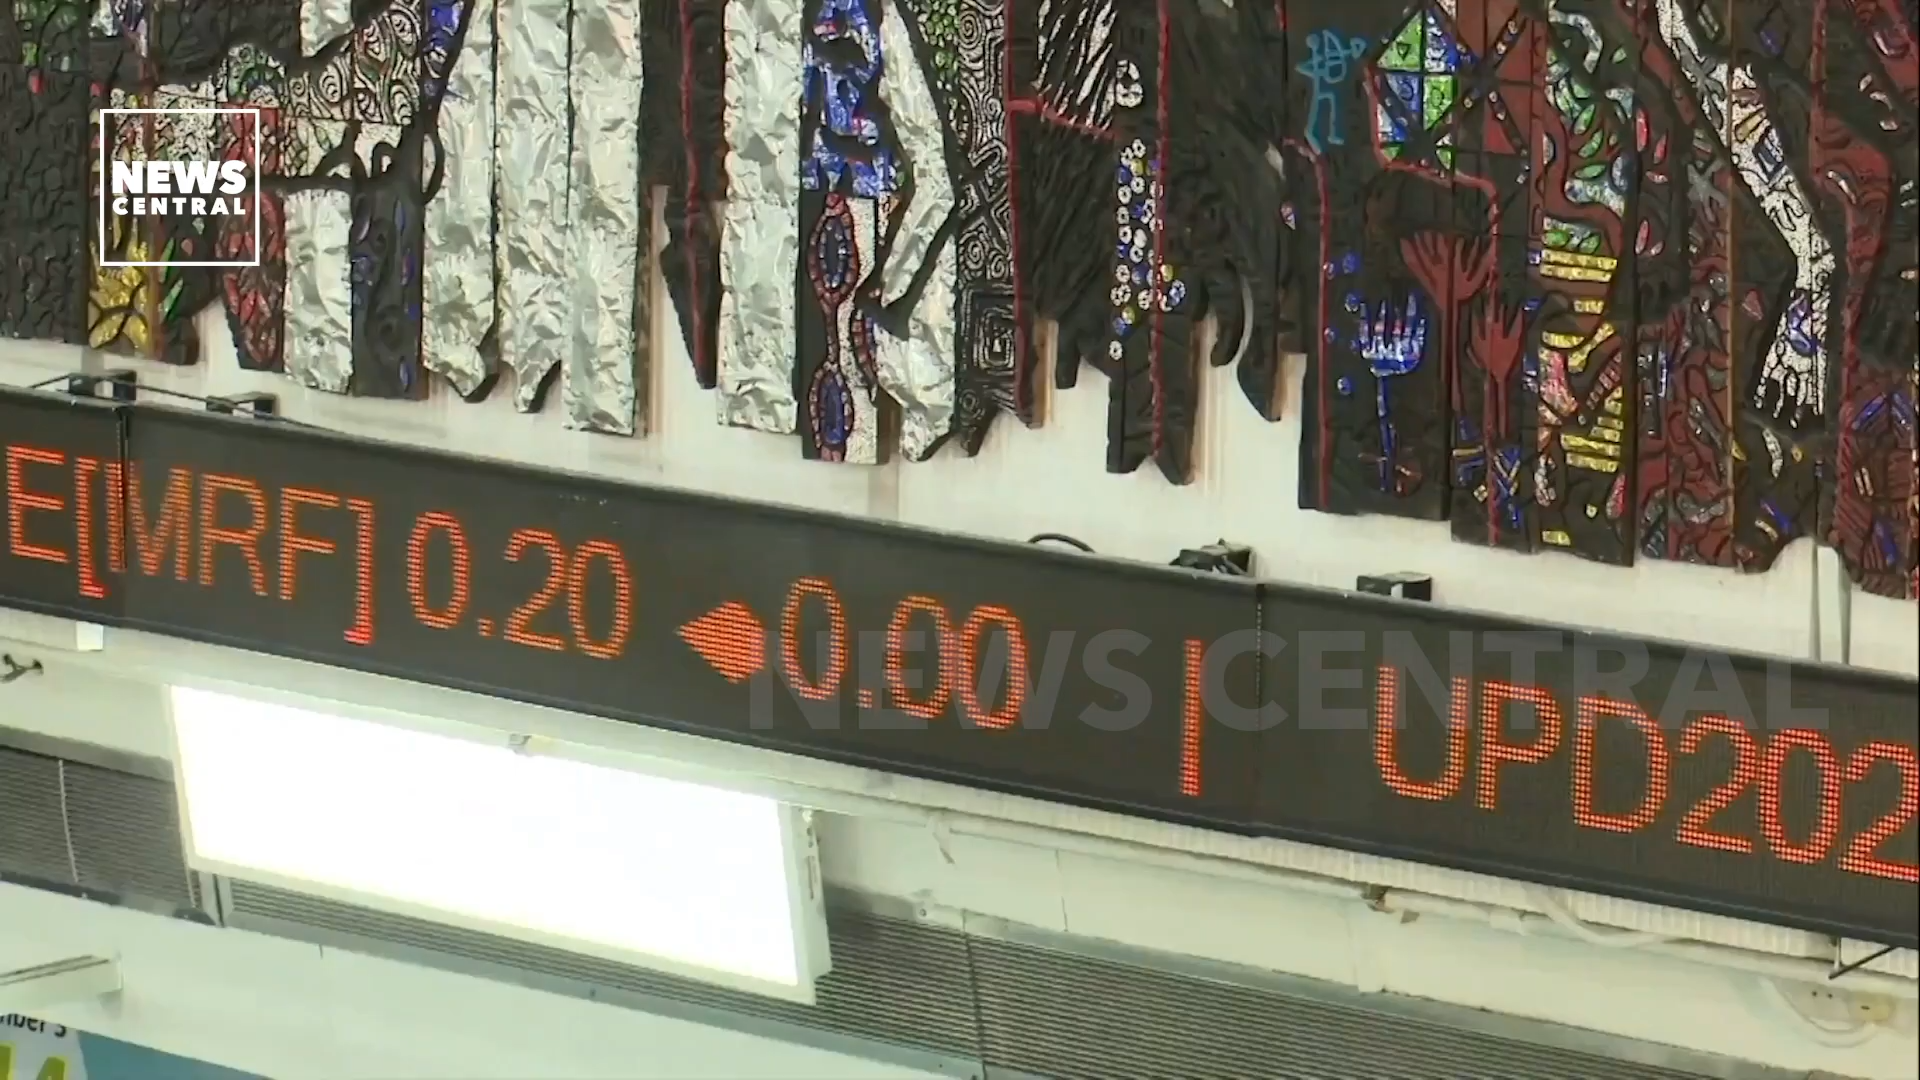 NEWS
CENTRAL
E[MRF] 0.20 0.00 | UPD202
NEWS CENTRAL